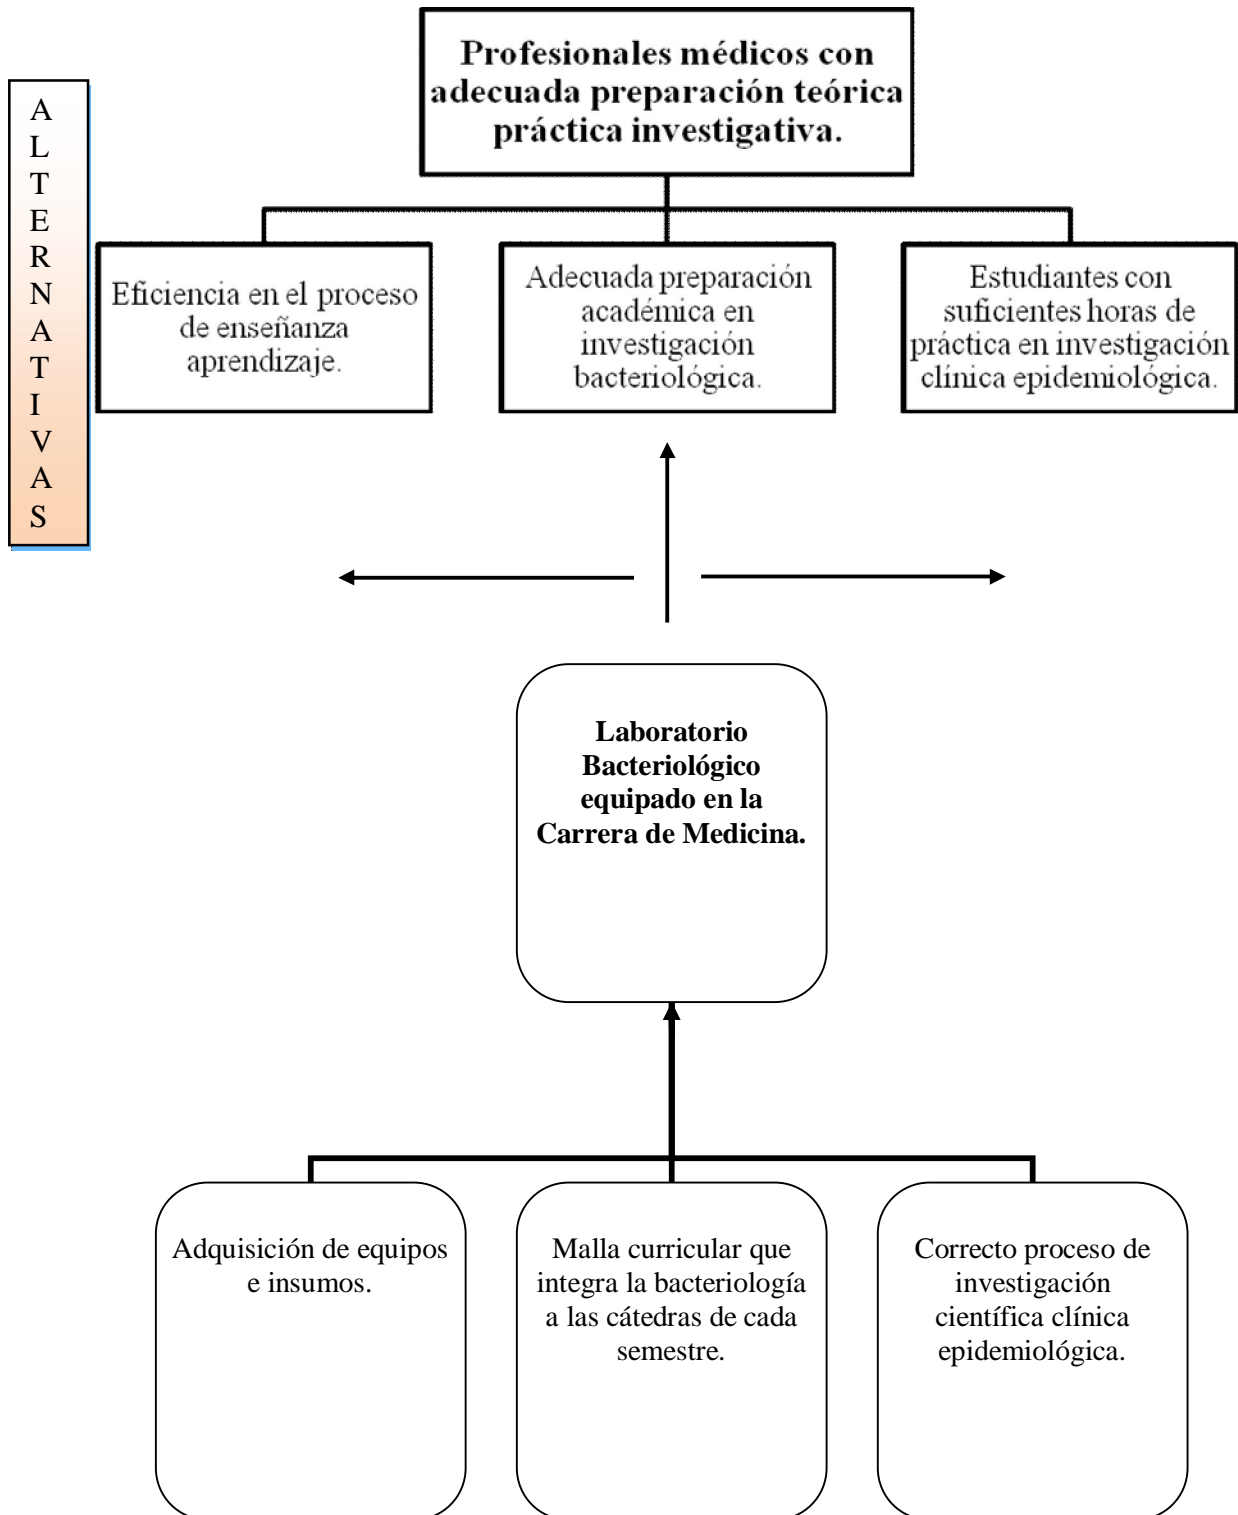 Profesionales médicos con
adecuada preparación teórica
práctica investigativa.
A
L
T
E
R
N
A
T
I
V
A
S
Eficiencia en el proceso
de enseñanza
aprendizaje.
Adecuada preparación
académica en
investigación
bacteriológica.
Estudiantes con
suficientes horas de
práctica en investigación
clínica epidemiológica.
Laboratorio
Bacteriológico
equipado en la
Carrera de Medicina.
Adquisición de equipos
e insumos.
Malla curricular que
integra la bacteriología
a las cátedras de cada
semestre.
Correcto proceso de
investigación
científica clínica
epidemiológica.